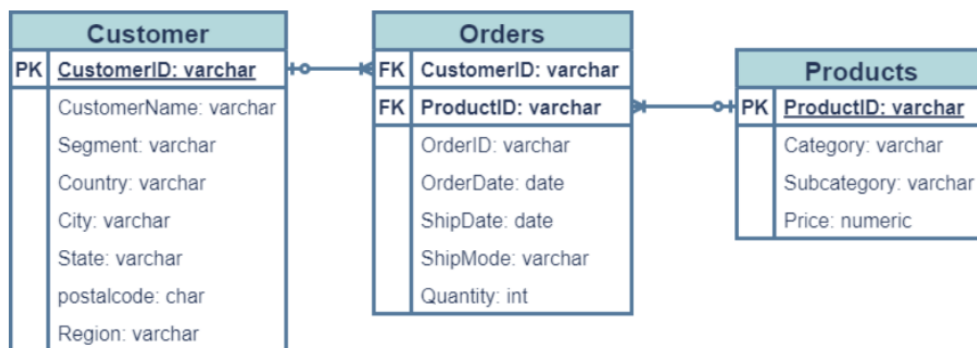 Customer
PK CustomerID: varchar
CustomerName: varchar
Segment: varchar
Country: varchar
City: varchar
State: varchar
postalcode: char
Region: varchar
Orders
FK CustomerID: varchar
FK ProductID: varchar
OrderID: varchar
OrderDate: date
ShipDate: date
ShipMode: varchar
Quantity: int
Products
PK ProductID: varchar
Category: varchar
Subcategory: varchar
Price: numeric